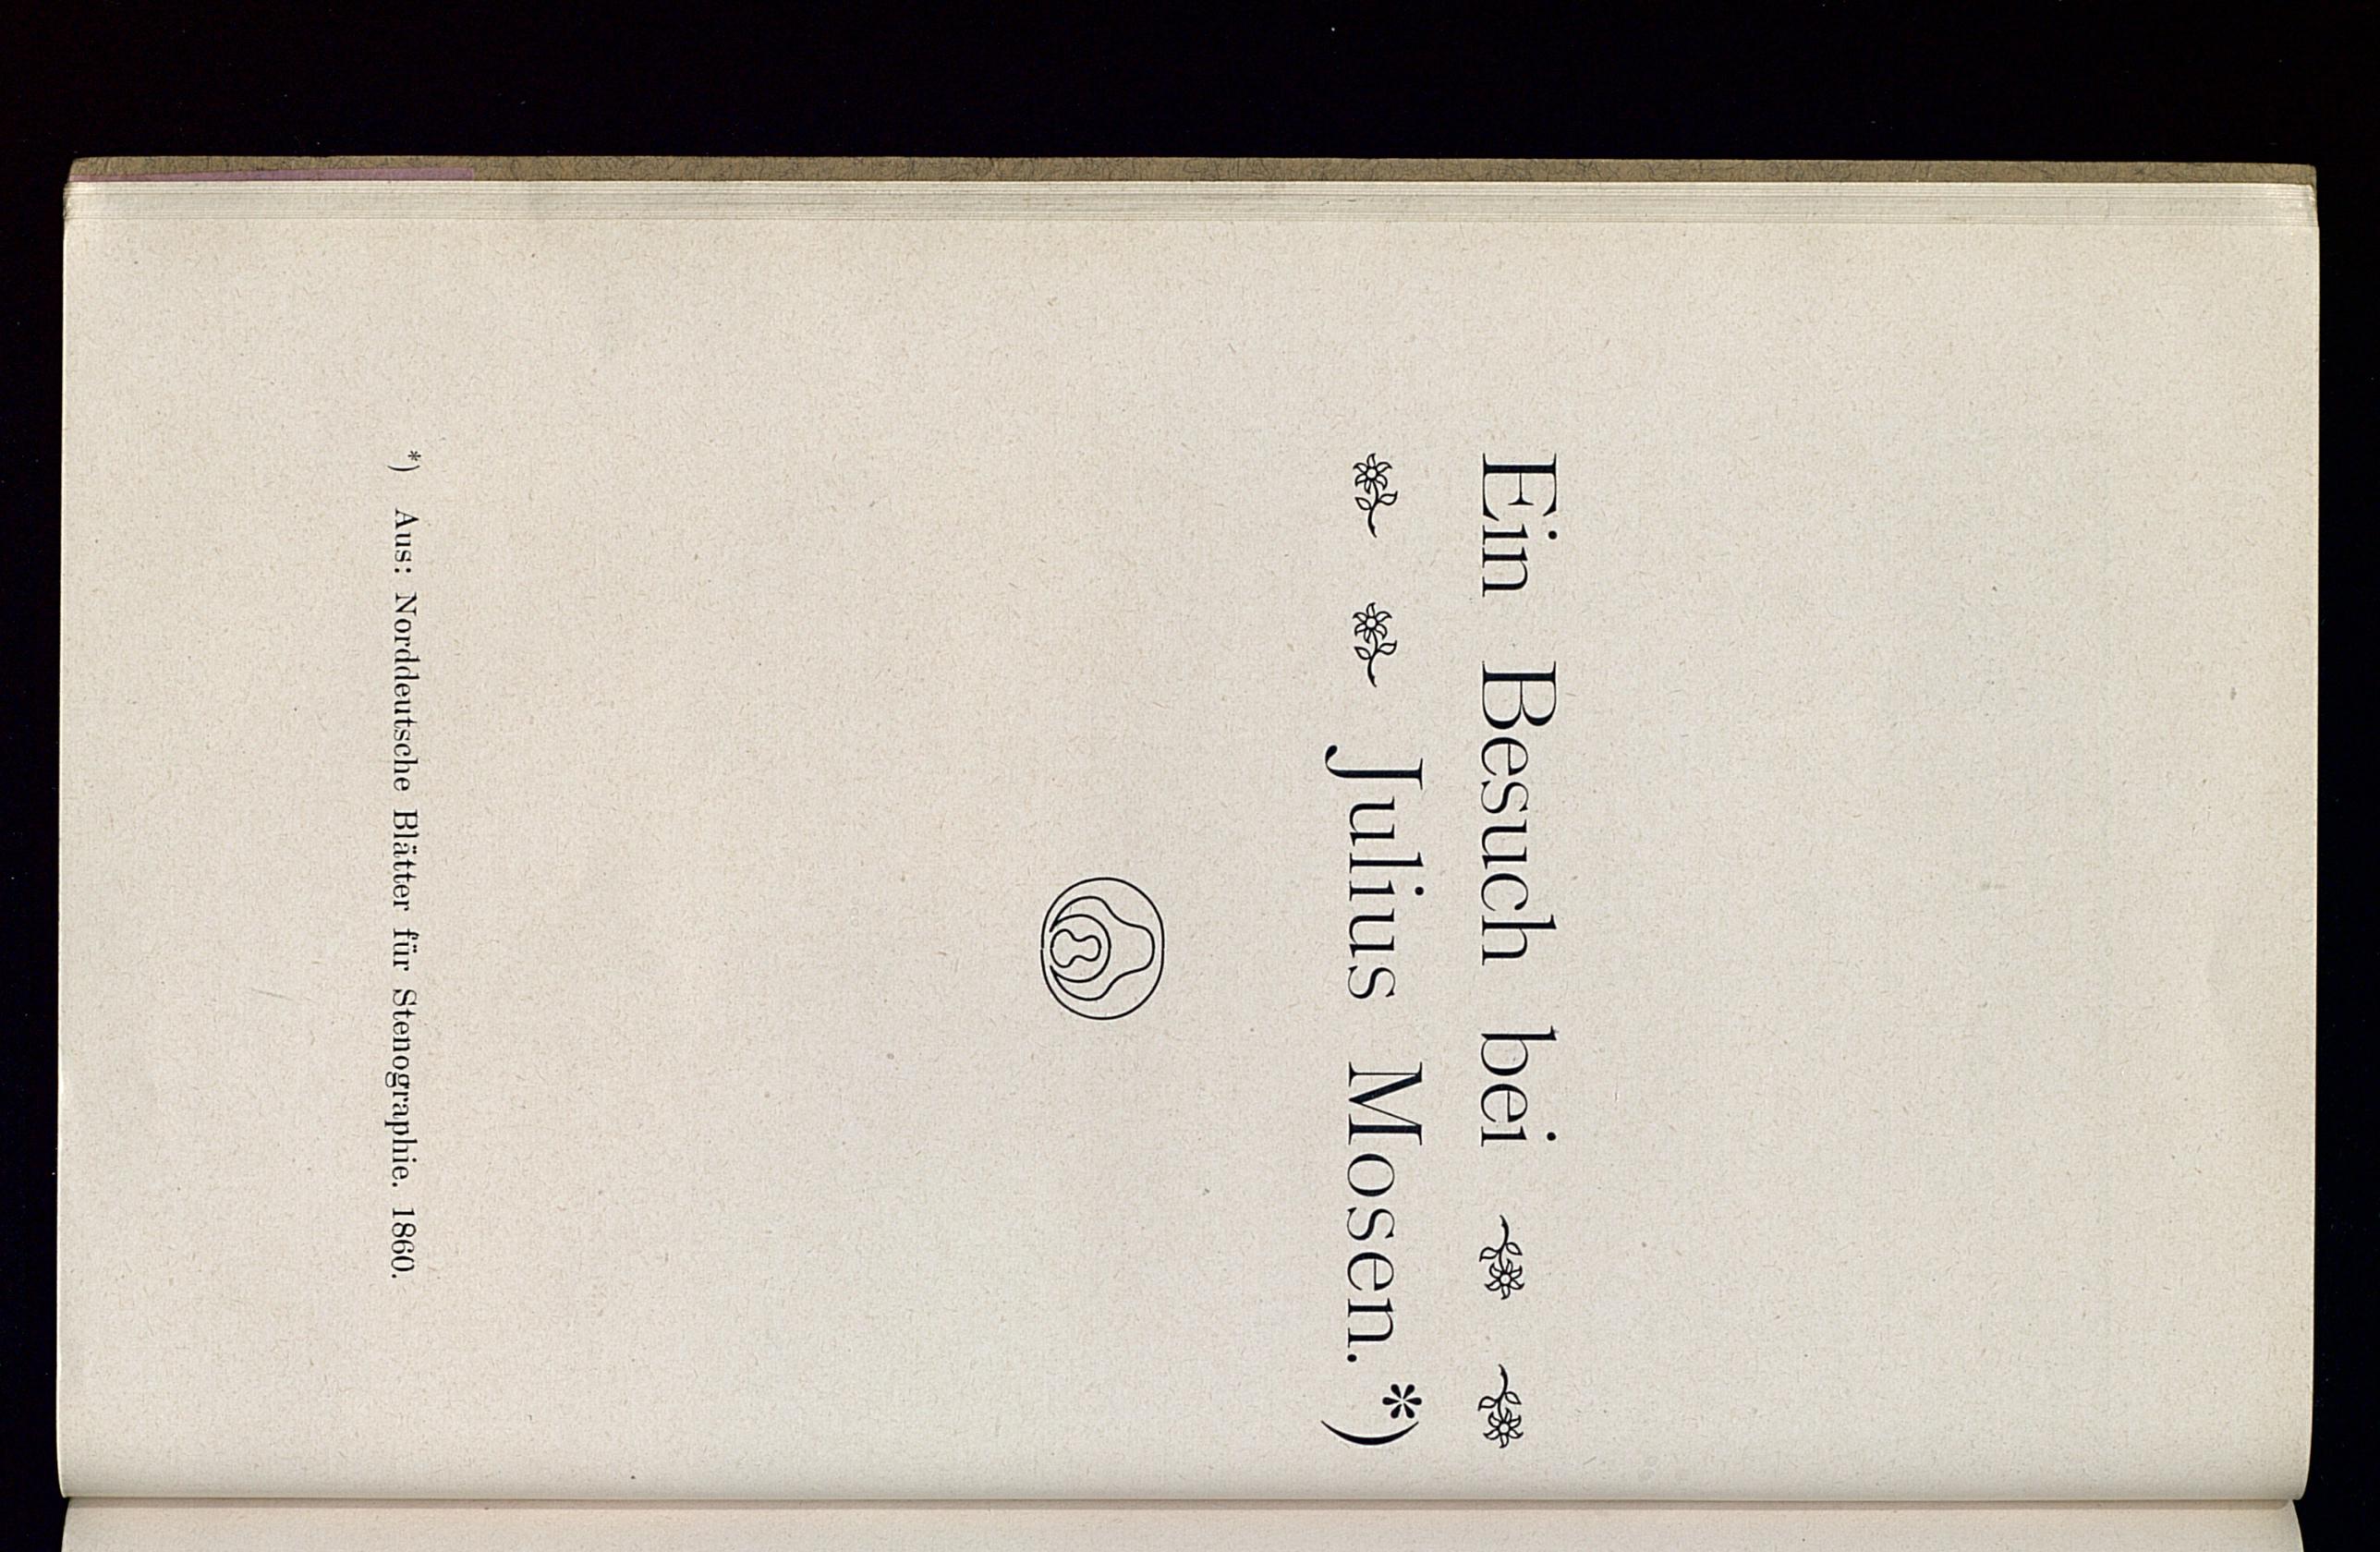 Ein Besuch bei
Julius Mosen.*)
*) Aus: Norddeutsche Blätter für Stenographie. 1860.